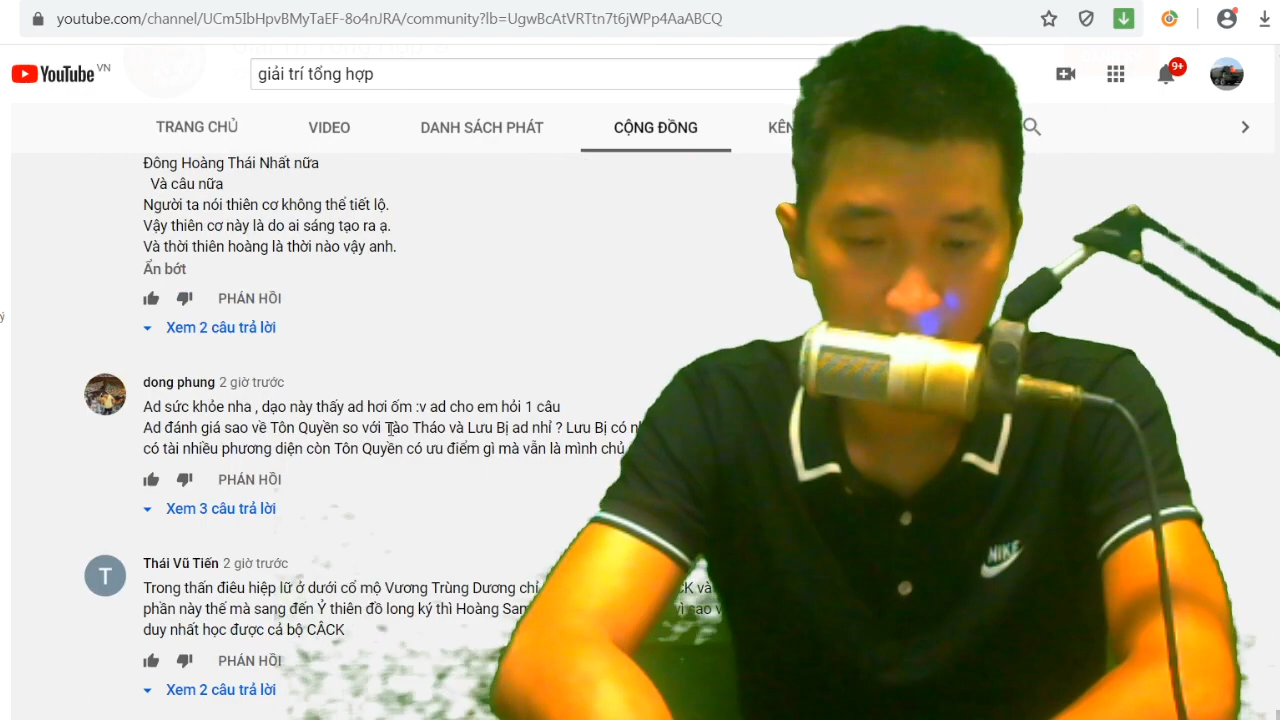 youtube.com/channel/UCm5IbHpvBMyTaEF-8o4nJRA/community?lb=UgwBcAtVRTtn7t6jWPp4AaABCQ
YouTube VN
giải trí tổng hợp
9+
TRANG CHỦ VIDEO DANH SÁCH PHÁT CỘNG ĐỒNG KÊN
Đông Hoàng Thái Nhất nữa
Và câu nữa
Người ta nói thiên cơ không thể tiết lộ.
Vậy thiên cơ này là do ai sáng tạo ra ạ.
Và thời thiên hoàng là thời nào vậy anh.
Ẩn bớt
PHẢN HỒI
Xem 2 câu trả lời
dong phung 2 giờ trước
Ad sức khỏe nha , dạo này thấy ad hơi ốm :v ad cho em hỏi 1 câu
Ad đánh giá sao về Tôn Quyền so với Tào Tháo và Lưu Bị ad nhỉ ? Lưu Bị có
có tài nhiều phương diện còn Tôn Quyền có ưu điểm gì mà vẫn là mình chủ
PHẢN HỒI
Xem 3 câu trả lời
T
Thái Vũ Tiến 2 giờ trước
Trong thấn điêu hiệp lữ ở dưới cổ mộ Vương Trùng Dương chỉ CK và
phần này thế mà sang đến Ỷ thiên đồ long ký thì Hoàng Sam vì sao v
duy nhất học được cả bộ CÂCK
PHẢN HỒI
Xem 2 câu trả lời
NIKE